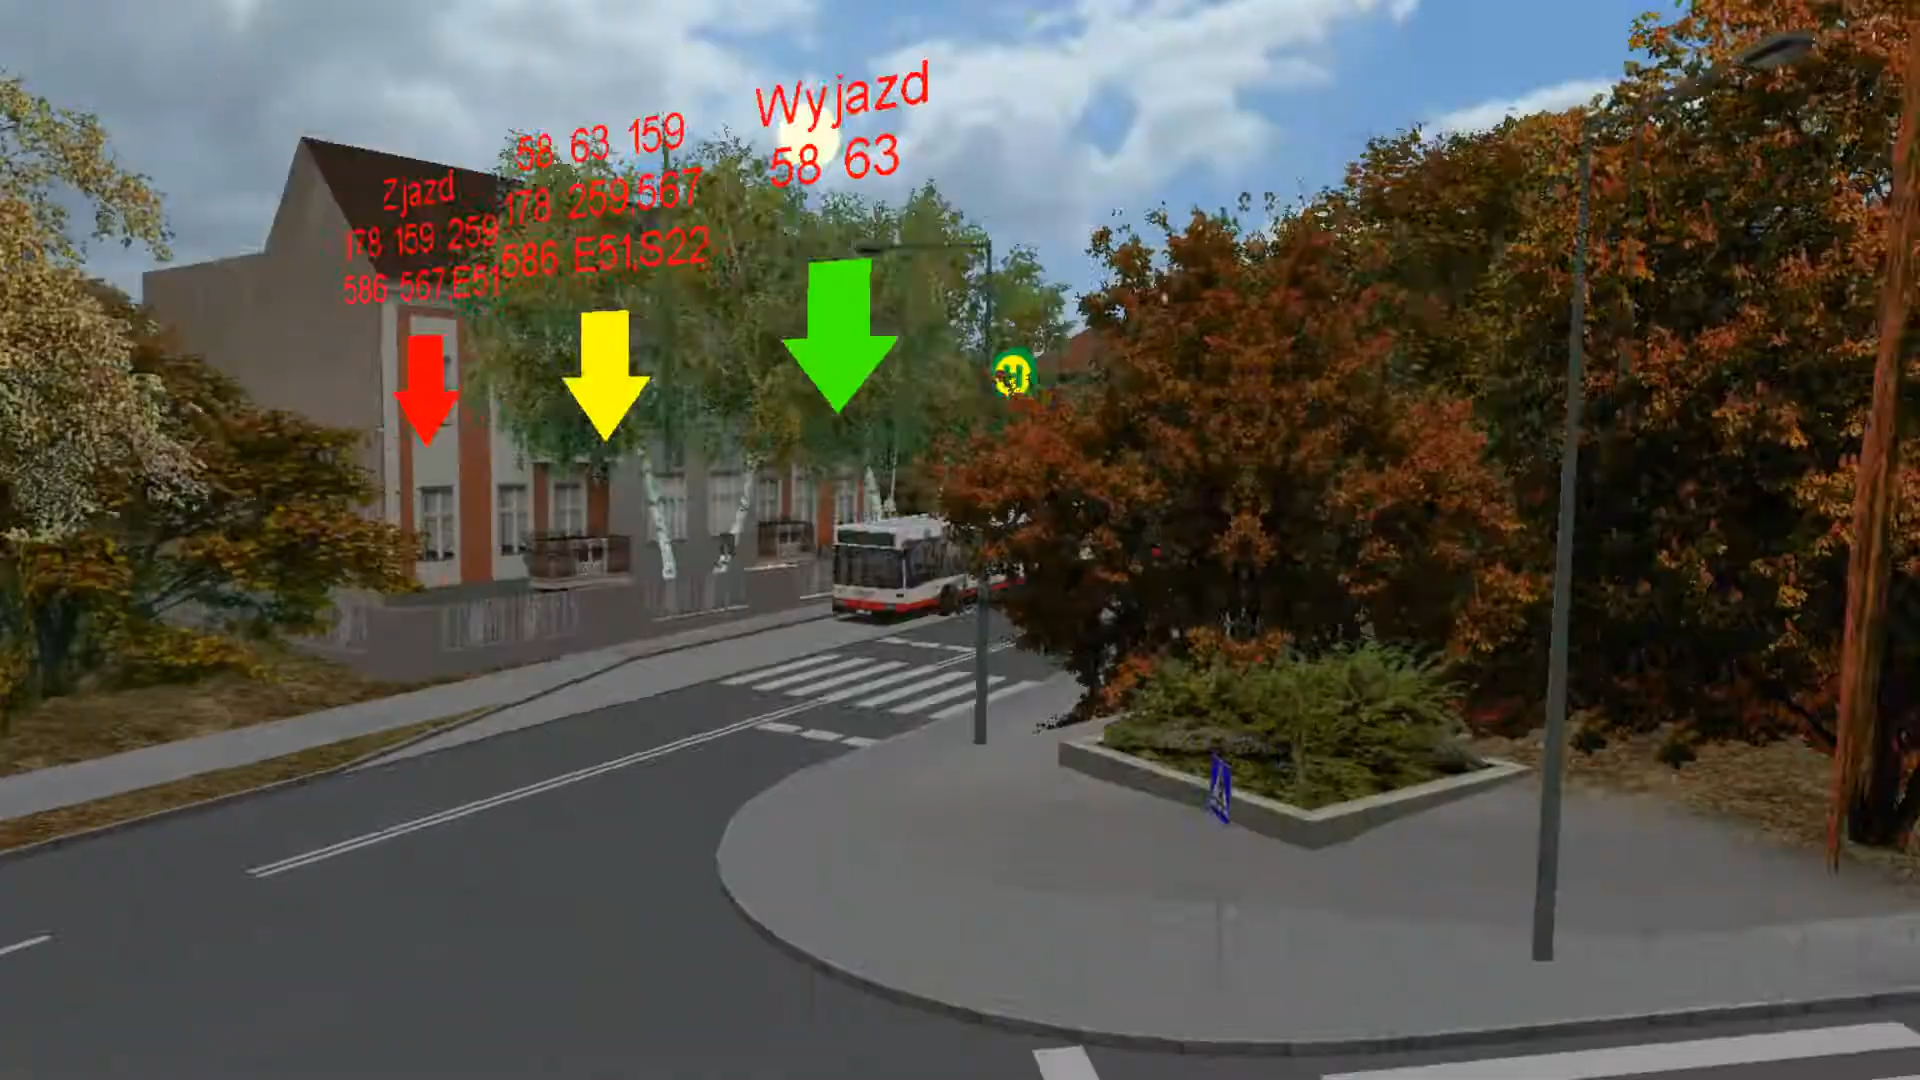 Zjazd
178 159 259
586 567,E51
58 63 159
178 259,567
586 E51,S22
Wyjazd
58 63
H